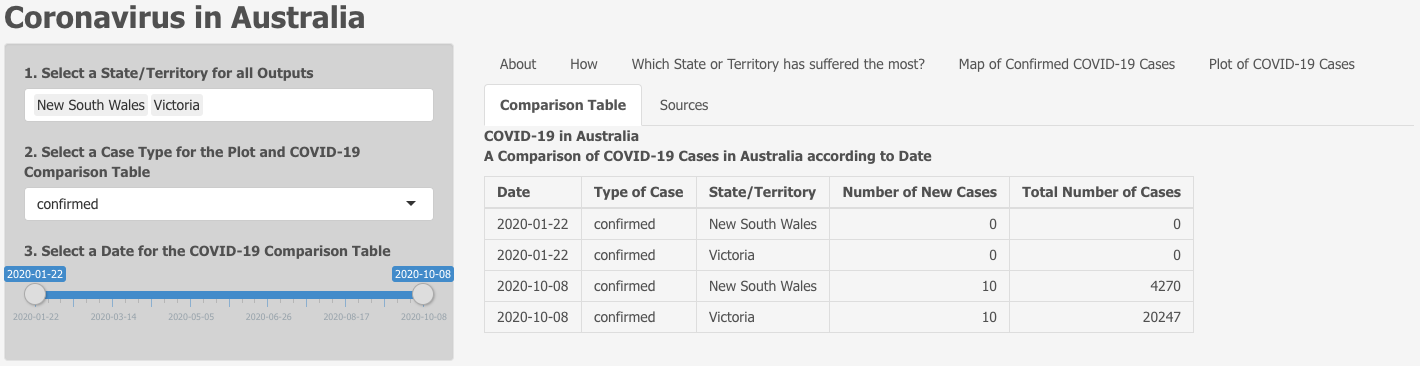 Coronavirus in Australia
1. Select a State/Territory for all Outputs
New South Wales Victoria
2. Select a Case Type for the Plot and COVID-19
Comparison Table
confirmed
3. Select a Date for the COVID-19 Comparison Table
2020-01-22 2020-10-08
2020-01-22 2020-03-14 2020-05-05 2020-06-26 2020-08-17 2020-10-08
About How Which State or Territory has suffered the most? Map of Confirmed COVID-19 Cases Plot of COVID-19 Cases
Comparison Table Sources
COVID-19 in Australia
A Comparison of COVID-19 Cases in Australia according to Date
Date Type of Case State/Territory Number of New Cases Total Number of Cases
2020-01-22 confirmed New South Wales 0 0
2020-01-22 confirmed Victoria 0 0
2020-10-08 confirmed New South Wales 10 4270
2020-10-08 confirmed Victoria 10 20247